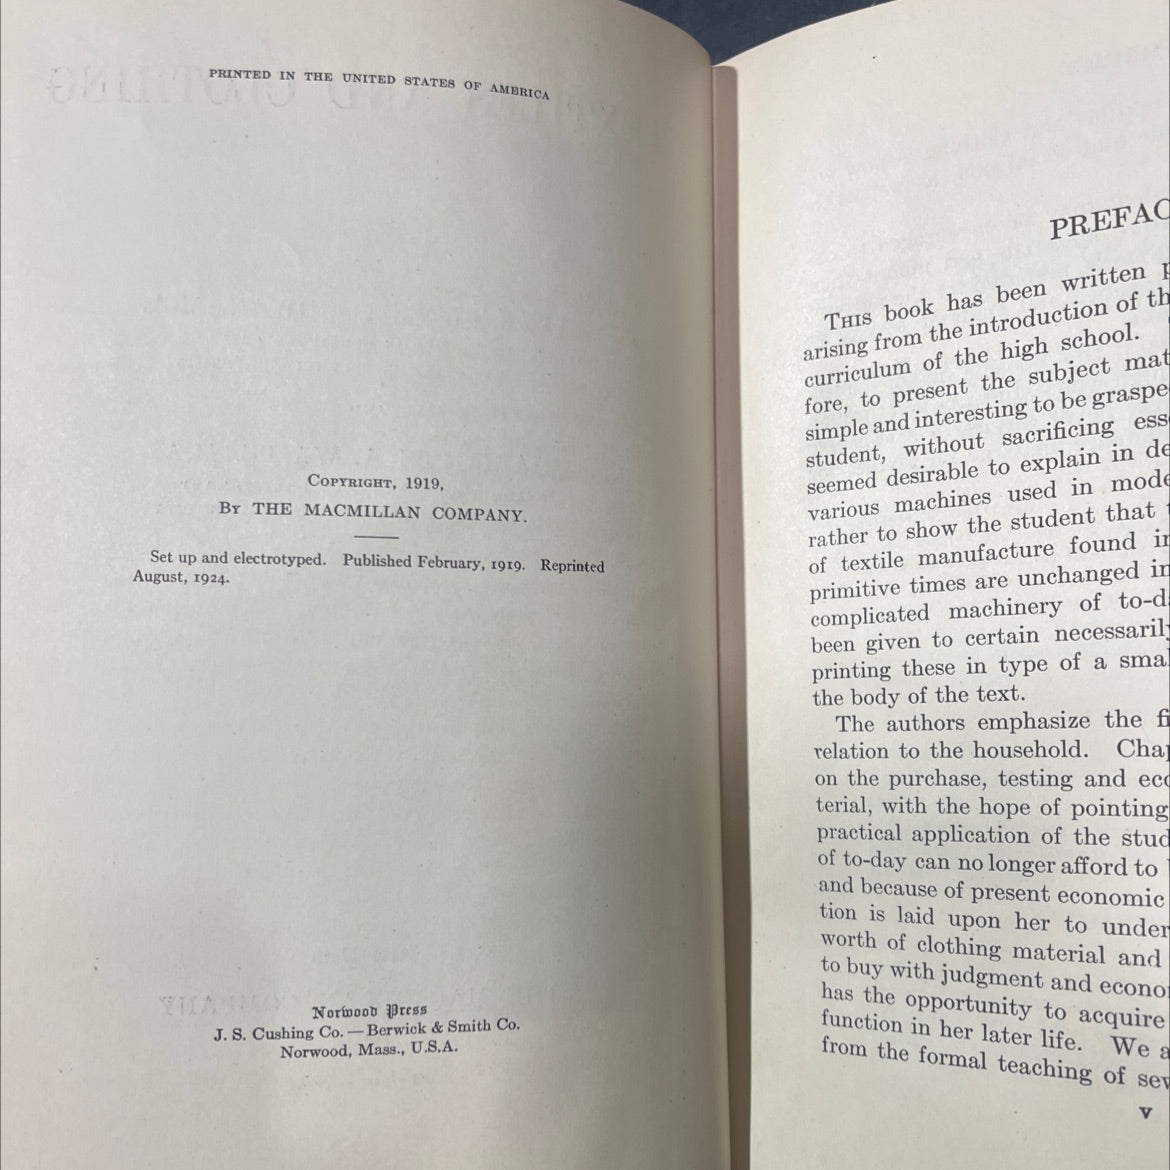 PRINTED IN THE UNITED STATES OF AMERICA
COPYRIGHT, 1919,
BY THE MACMILLAN COMPANY.
Set up and electrotyped. Published February, 1919. Reprinted
August, 1924.
Norwood Press
J. S. Cushing Co. — Berwick & Smith Co.
Norwood, Mass., U.S.A.
PREFAC
THIS book has been written p
arising from the introduction of th
curriculum of the high school.
fore, to present the subject mat
simple and interesting to be graspe
student, without sacrificing ess
seemed desirable to explain in de
various machines used in mode
rather to show the student that t
of textile manufacture found in
primitive times are unchanged in
complicated machinery of to-da
been given to certain necessarily
printing these in type of a smal
the body of the text.
The authors emphasize the fi
relation to the household. Chap
on the purchase, testing and eco
terial, with the hope of pointing
practical application of the stud
of to-day can no longer afford to
and because of present economic
tion is laid upon her to under
worth of clothing material and
to buy with judgment and econo
has the opportunity to acquire
function in her later life. We a
from the formal teaching of sew
v